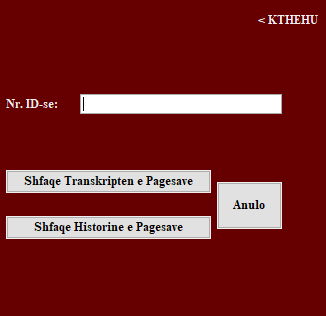 < KTHEHU
Nr. ID-se:
Shfaqe Transkripten e Pagesave
Anulo
Shfaqe Historine e Pagesave